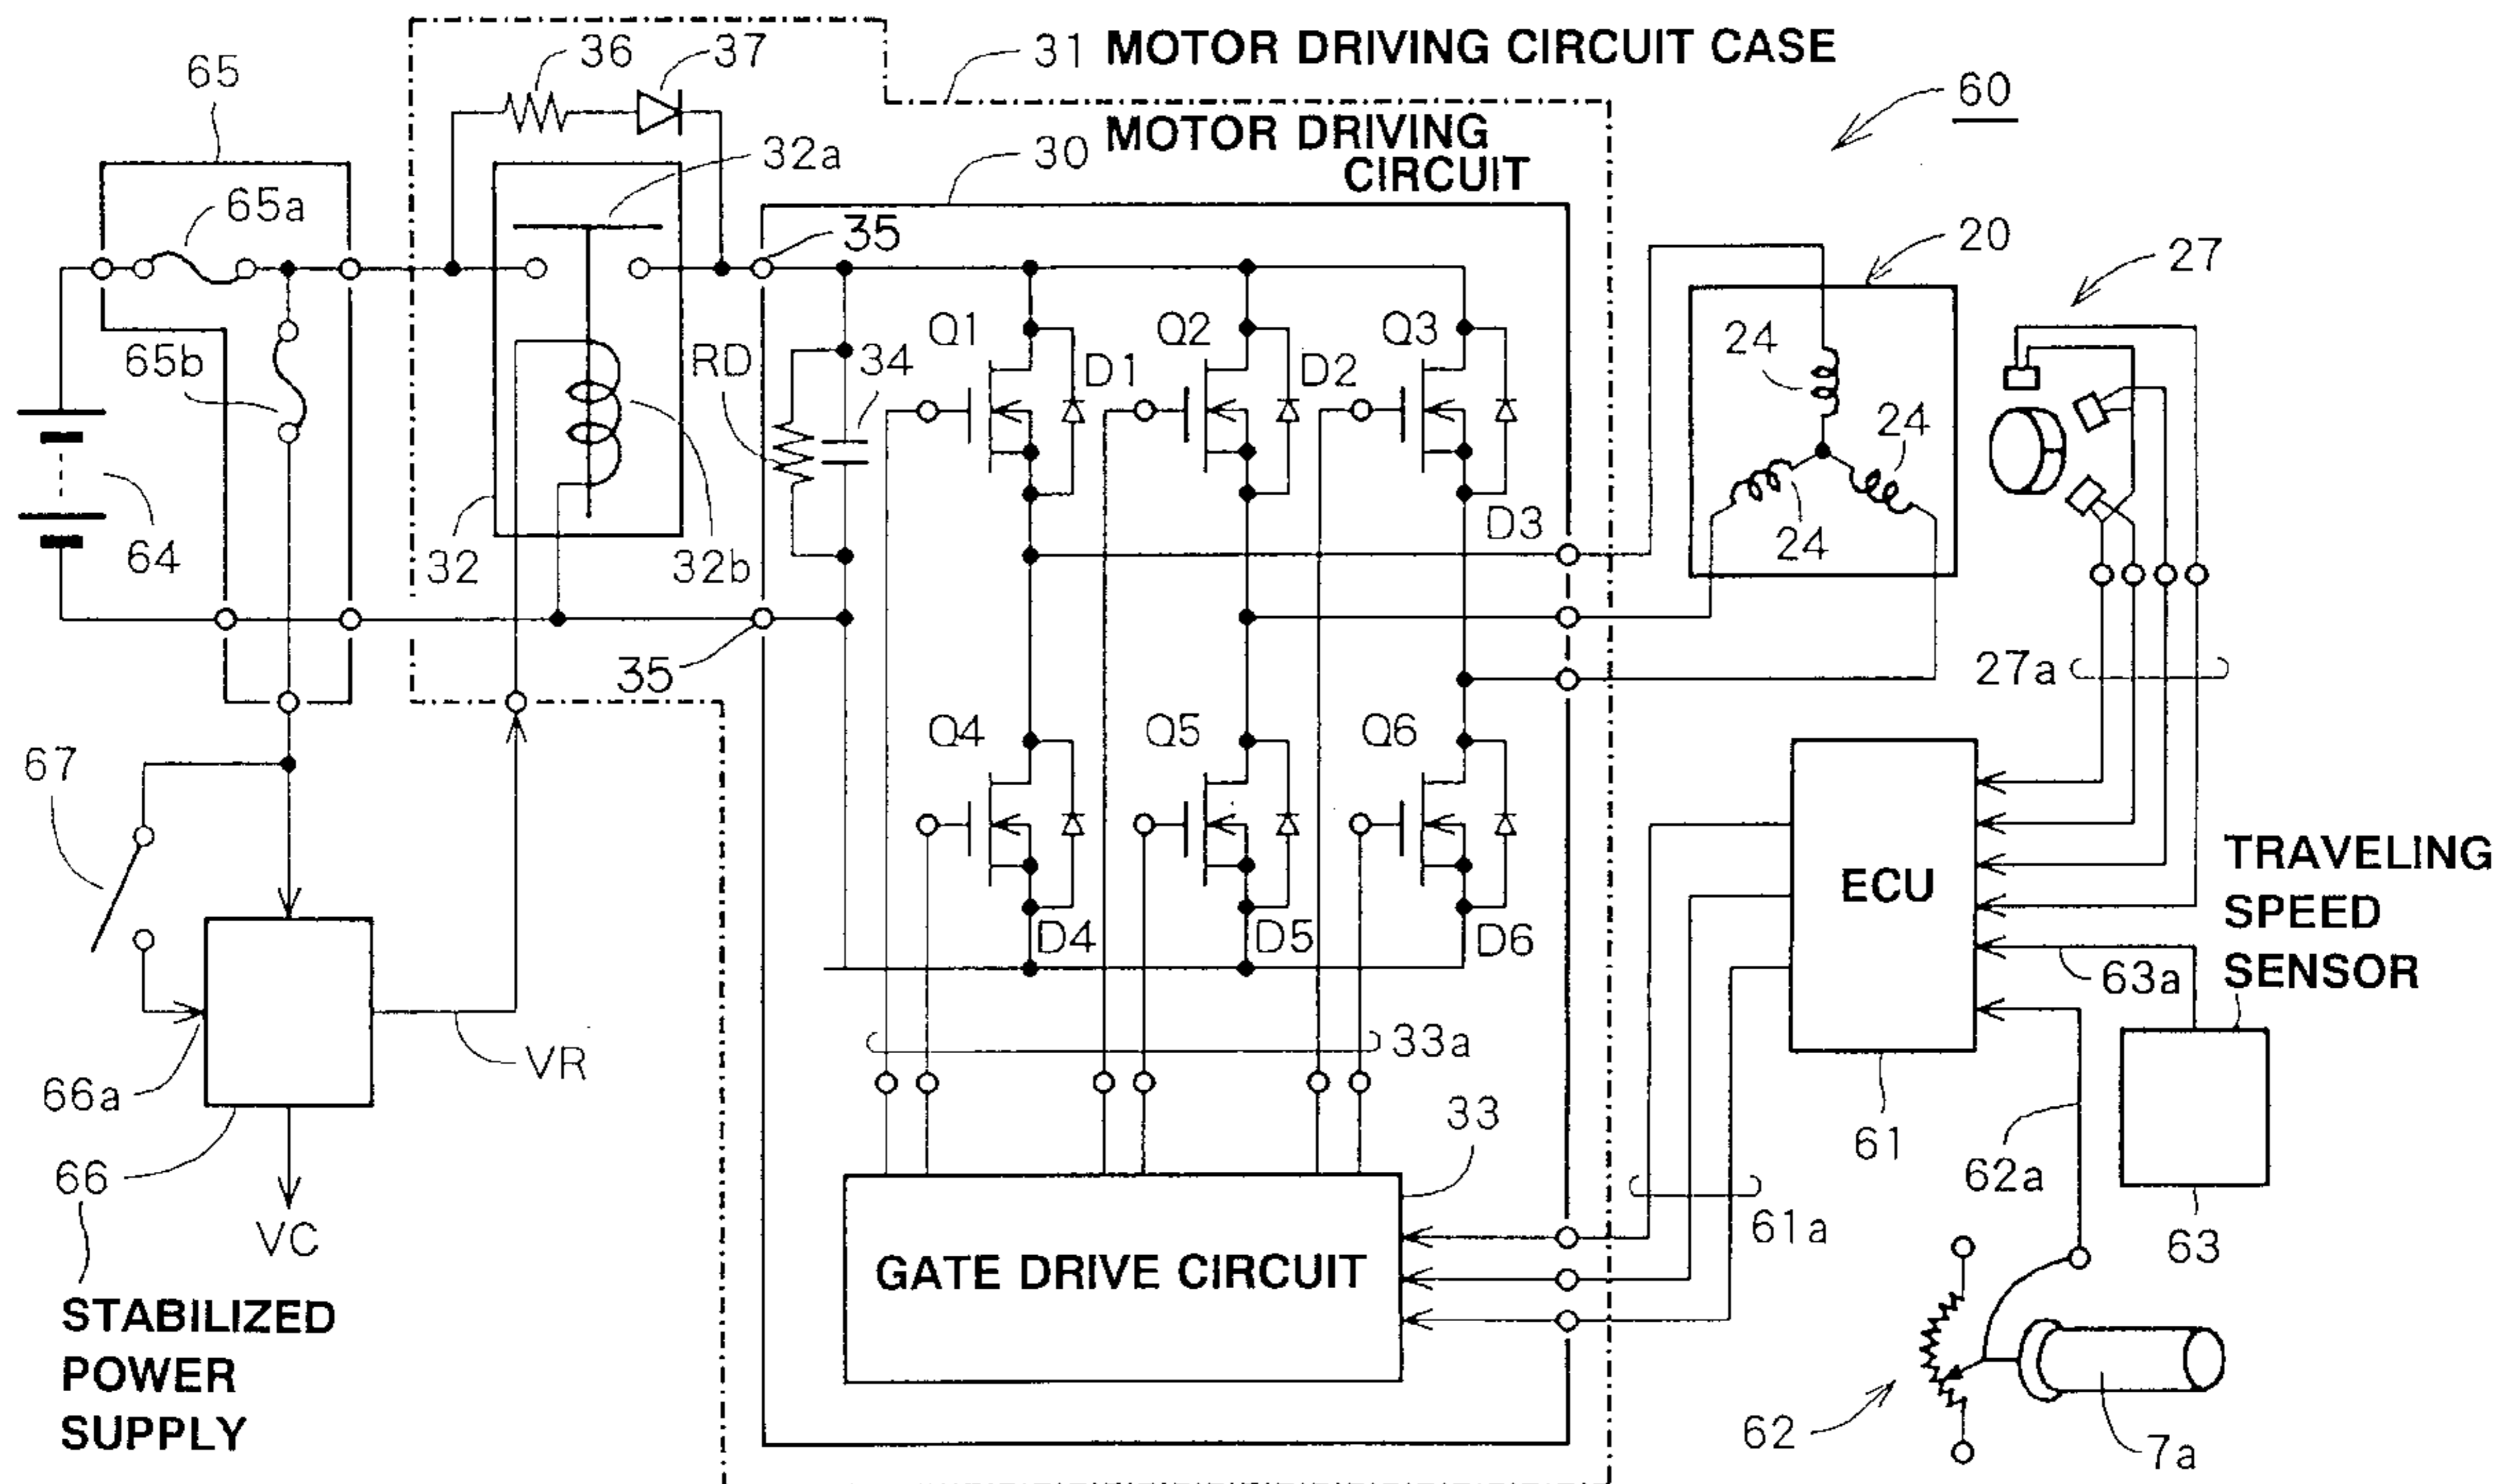 36
37
31 MOTOR DRIVING CIRCUIT CASE
65
60
MOTOR DRIVING
CIRCUIT
30
32a
65a
35
20
27
Q1
Q2
Q3
24
65b
RD
34
D1
D2
24
D3
24
64
32
32b
35
27a
Q4
Q5
Q6
67
TRAVELING
SPEED
SENSOR
ECU
D4
D5
D6
63a
33a
VR
66a
33
61
62a
66
61a
VC
63
GATE DRIVE CIRCUIT
STABILIZED
POWER
SUPPLY
62
7a